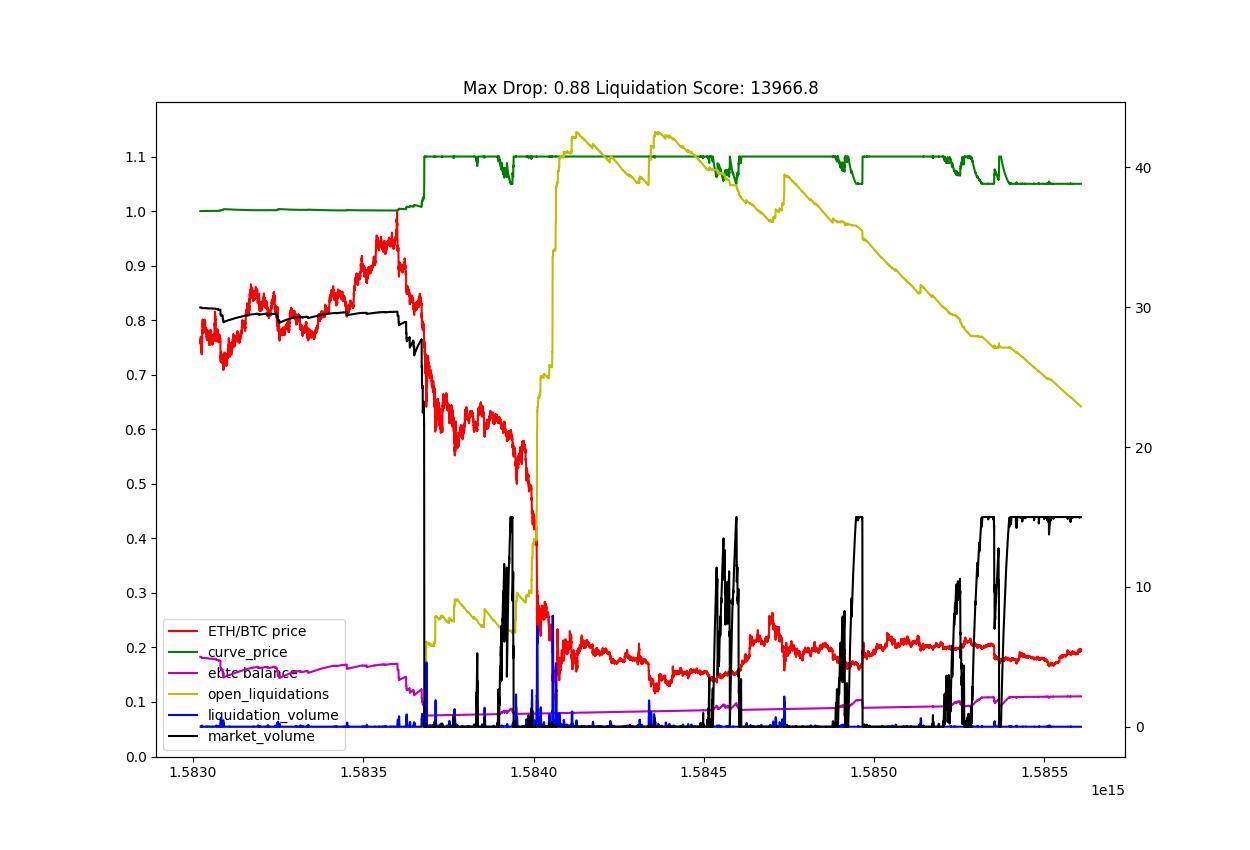 Max Drop: 0.88 Liquidation Score: 13966.8
1.1
1.0
0.9
0.8
0.7
0.6
0.5
0.4
0.3
0.2
0.1
0.0
40
30
20
10
0
ETH/BTC price
curve_price
ebtc balance
open_liquidations
liquidation_volume
market_volume
1.5830
1.5835
1.5840
1.5845
1.5850
1.5855
1e15